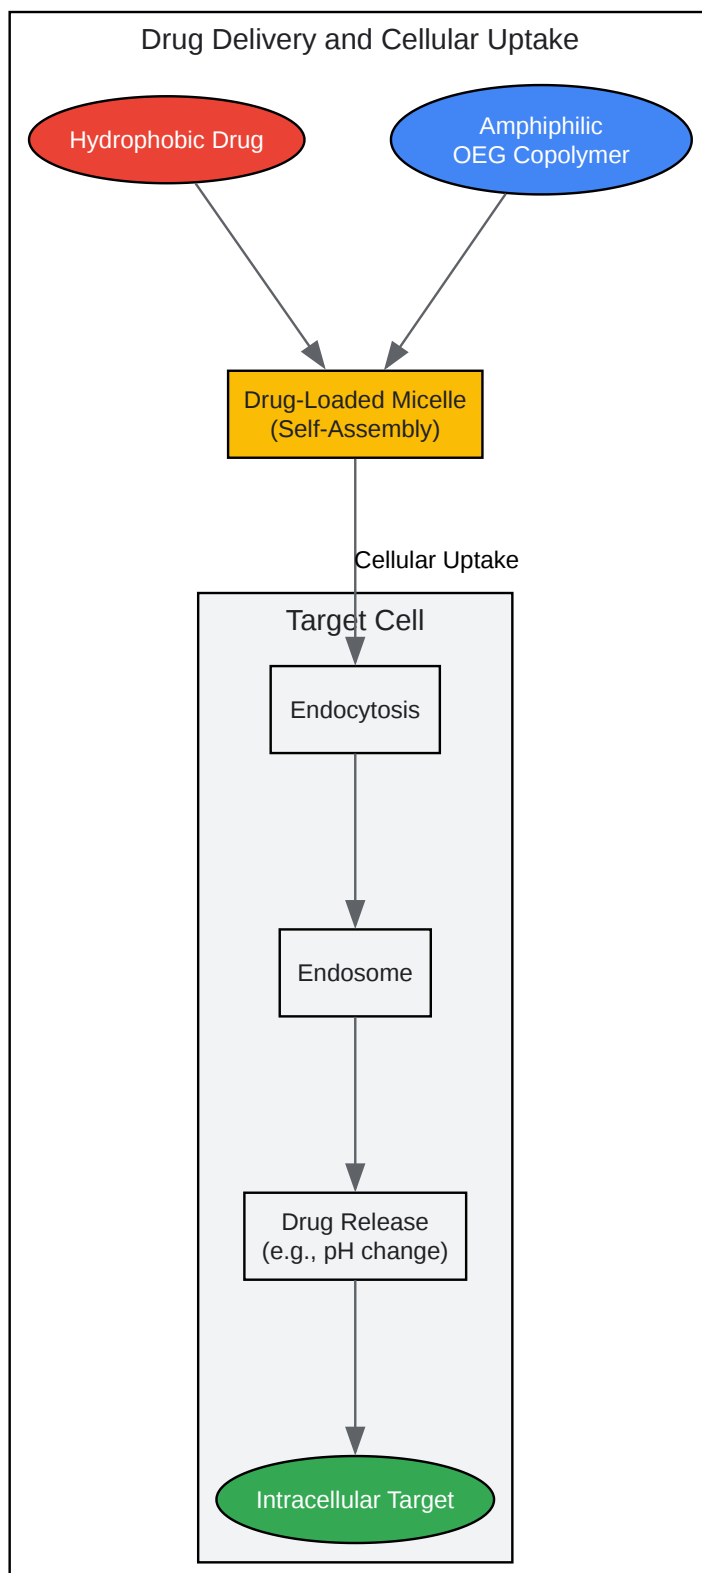 Drug Delivery and Cellular Uptake
Hydrophobic Drug
Amphiphilic
OEG Copolymer
Drug-Loaded Micelle
(Self-Assembly)
Cellular Uptake
Target Cell
Endocytosis
Endosome
Drug Release
(e.g., pH change)
Intracellular Target